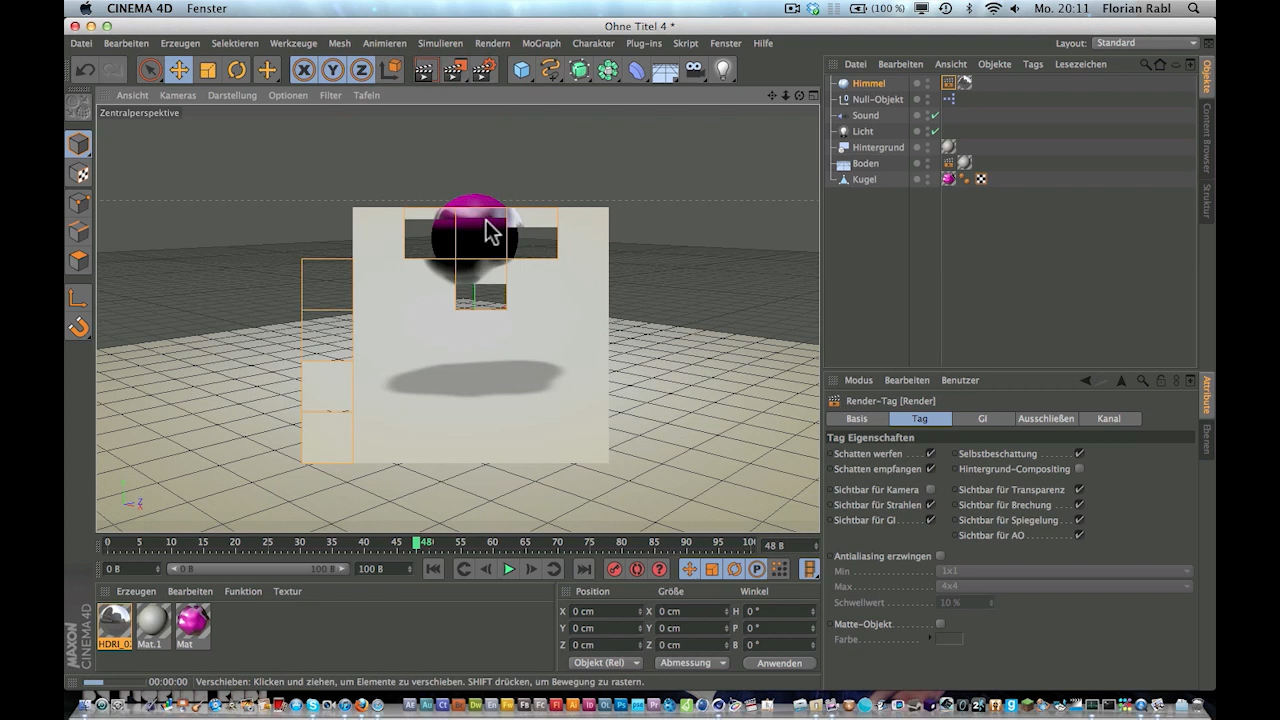 CINEMA 4D Fenster (100 %) Mo. 20:11 Florian Rabl
Ohne Titel 4 *
Datei Bearbeiten Erzeugen Selektieren Werkzeuge Mesh Animieren Simulieren Rendern MoGraph Charakter Plug-ins Skript Fenster Hilfe Layout: Standard
X Y Z
Datei Bearbeiten Ansicht Objekte Tags Lesezeichen
Ansicht Kameras Darstellung Optionen Filter Tafeln
Zentralperspektive
Himmel
Null-Objekt
Sound
Licht
Hintergrund
Boden
Kugel
Objekte
Content Browser
Struktur
Modus Bearbeiten Benutzer
Render-Tag [Render]
Basis Tag GI Ausschließen Kanal
Tag Eigenschaften
Schatten werfen Selbstbeschattung
Schatten empfangen Hintergrund-Compositing
Sichtbar für Kamera Sichtbar für Transparenz
Sichtbar für Strahlen Sichtbar für Brechung
Sichtbar für GI Sichtbar für Spiegelung
Sichtbar für AO
Antialiasing erzwingen
Min 1x1
Max 4x4
Schwellwert 10 %
Matte-Objekt
Farbe
Attribute
Ebenen
Y
Z
X
0 5 10 15 20 25 30 35 40 45 48 55 60 65 70 75 80 85 90 95 100 48 B
0 B 0 B 100 B 100 B
Erzeugen Bearbeiten Funktion Textur
HDRI_0 Mat.1 Mat
Position Größe Winkel
X 0 cm X 0 cm H 0 °
Y 0 cm Y 0 cm P 0 °
Z 0 cm Z 0 cm B 0 °
Objekt (Rel) Abmessung Anwenden
MAXON
CINEMA 4D
00:00:00 Verschieben: Klicken und ziehen, um Elemente zu verschieben. SHIFT drücken, um Bewegung zu rastern.